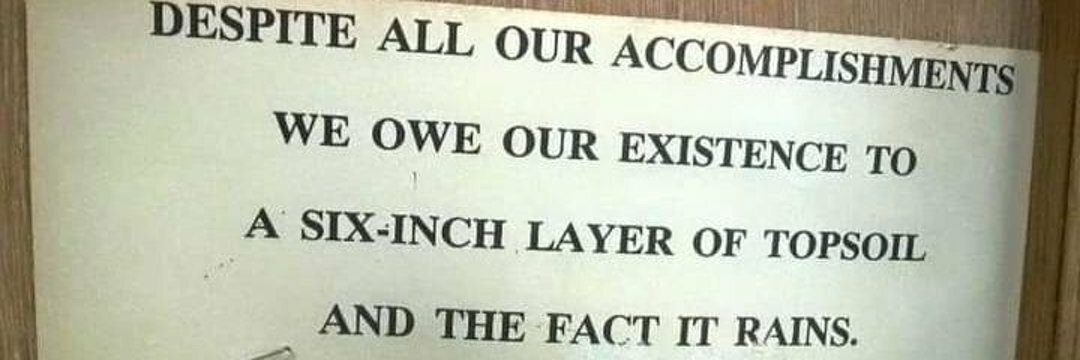 DESPITE ALL OUR ACCOMPLISHMENTS
WE OWE OUR EXISTENCE TO
A SIX-INCH LAYER OF TOPSOIL
AND THE FACT IT RAINS.